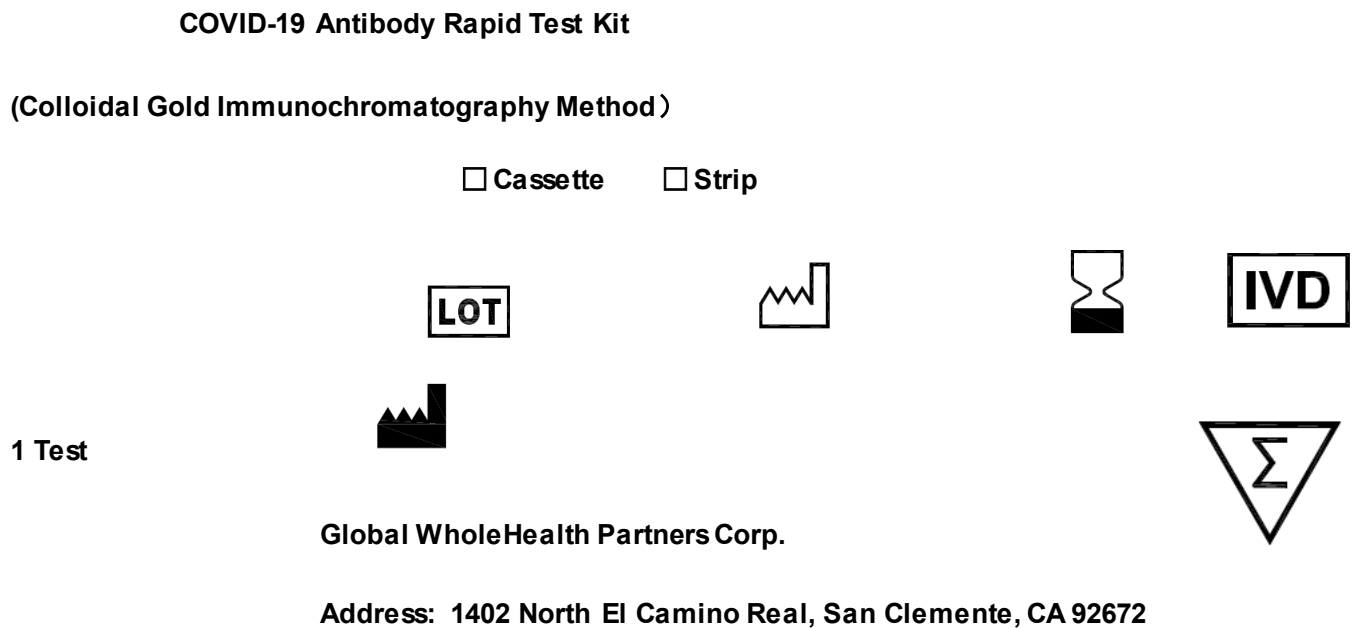 COVID-19 Antibody Rapid Test Kit
(Colloidal Gold Immunochromatography Method）
□ Cassette □ Strip
LOT IVD
1 Test Σ
Global WholeHealth Partners Corp.
Address: 1402 North El Camino Real, San Clemente, CA 92672